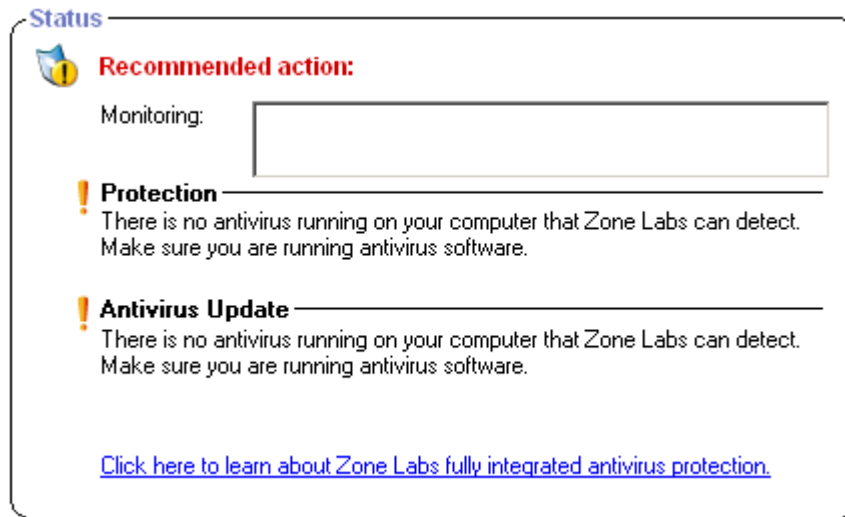 Status
Recommended action:
Monitoring:
Protection
There is no antivirus running on your computer that Zone Labs can detect.
Make sure you are running antivirus software.
Antivirus Update
There is no antivirus running on your computer that Zone Labs can detect.
Make sure you are running antivirus software.
Click here to learn about Zone Labs fully integrated antivirus protection.